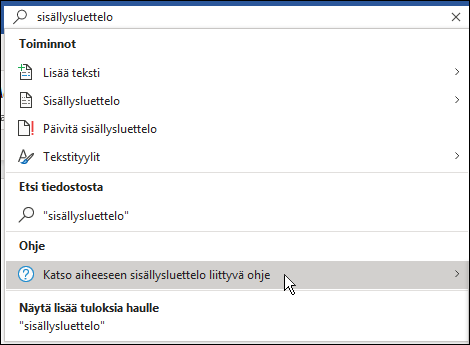 sisällysluettelo
Toiminnot
Lisää teksti
Sisällysluettelo
Päivitä sisällysluettelo
Tekstityylit
Etsi tiedostosta
"sisällysluettelo"
Ohje
Katso aiheeseen sisällysluettelo liittyvä ohje
Näytä lisää tuloksia haulle
"sisällysluettelo"